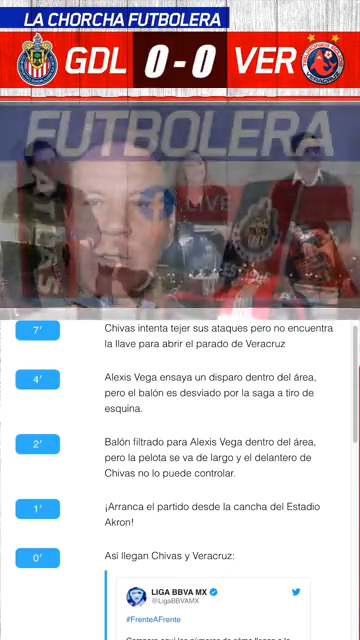 LA CHORCHA FUTBOLERA
GDL 0-0 VER
FUTBOLERA
LIVE
7'
Chivas intenta tejer sus ataques pero no encuentra
la llave para abrir el parado de Veracruz
4'
Alexis Vega ensaya un disparo dentro del área,
pero el balón es desviado por la saga a tiro de
esquina.
2'
Balón filtrado para Alexis Vega dentro del área,
pero la pelota se va de largo y el delantero de
Chivas no lo puede controlar.
1'
¡Arranca el partido desde la cancha del Estadio
Akron!
0'
Así llegan Chivas y Veracruz:
LIGA BBVA MX
@LigaBBVAMX
#FrenteAFrente